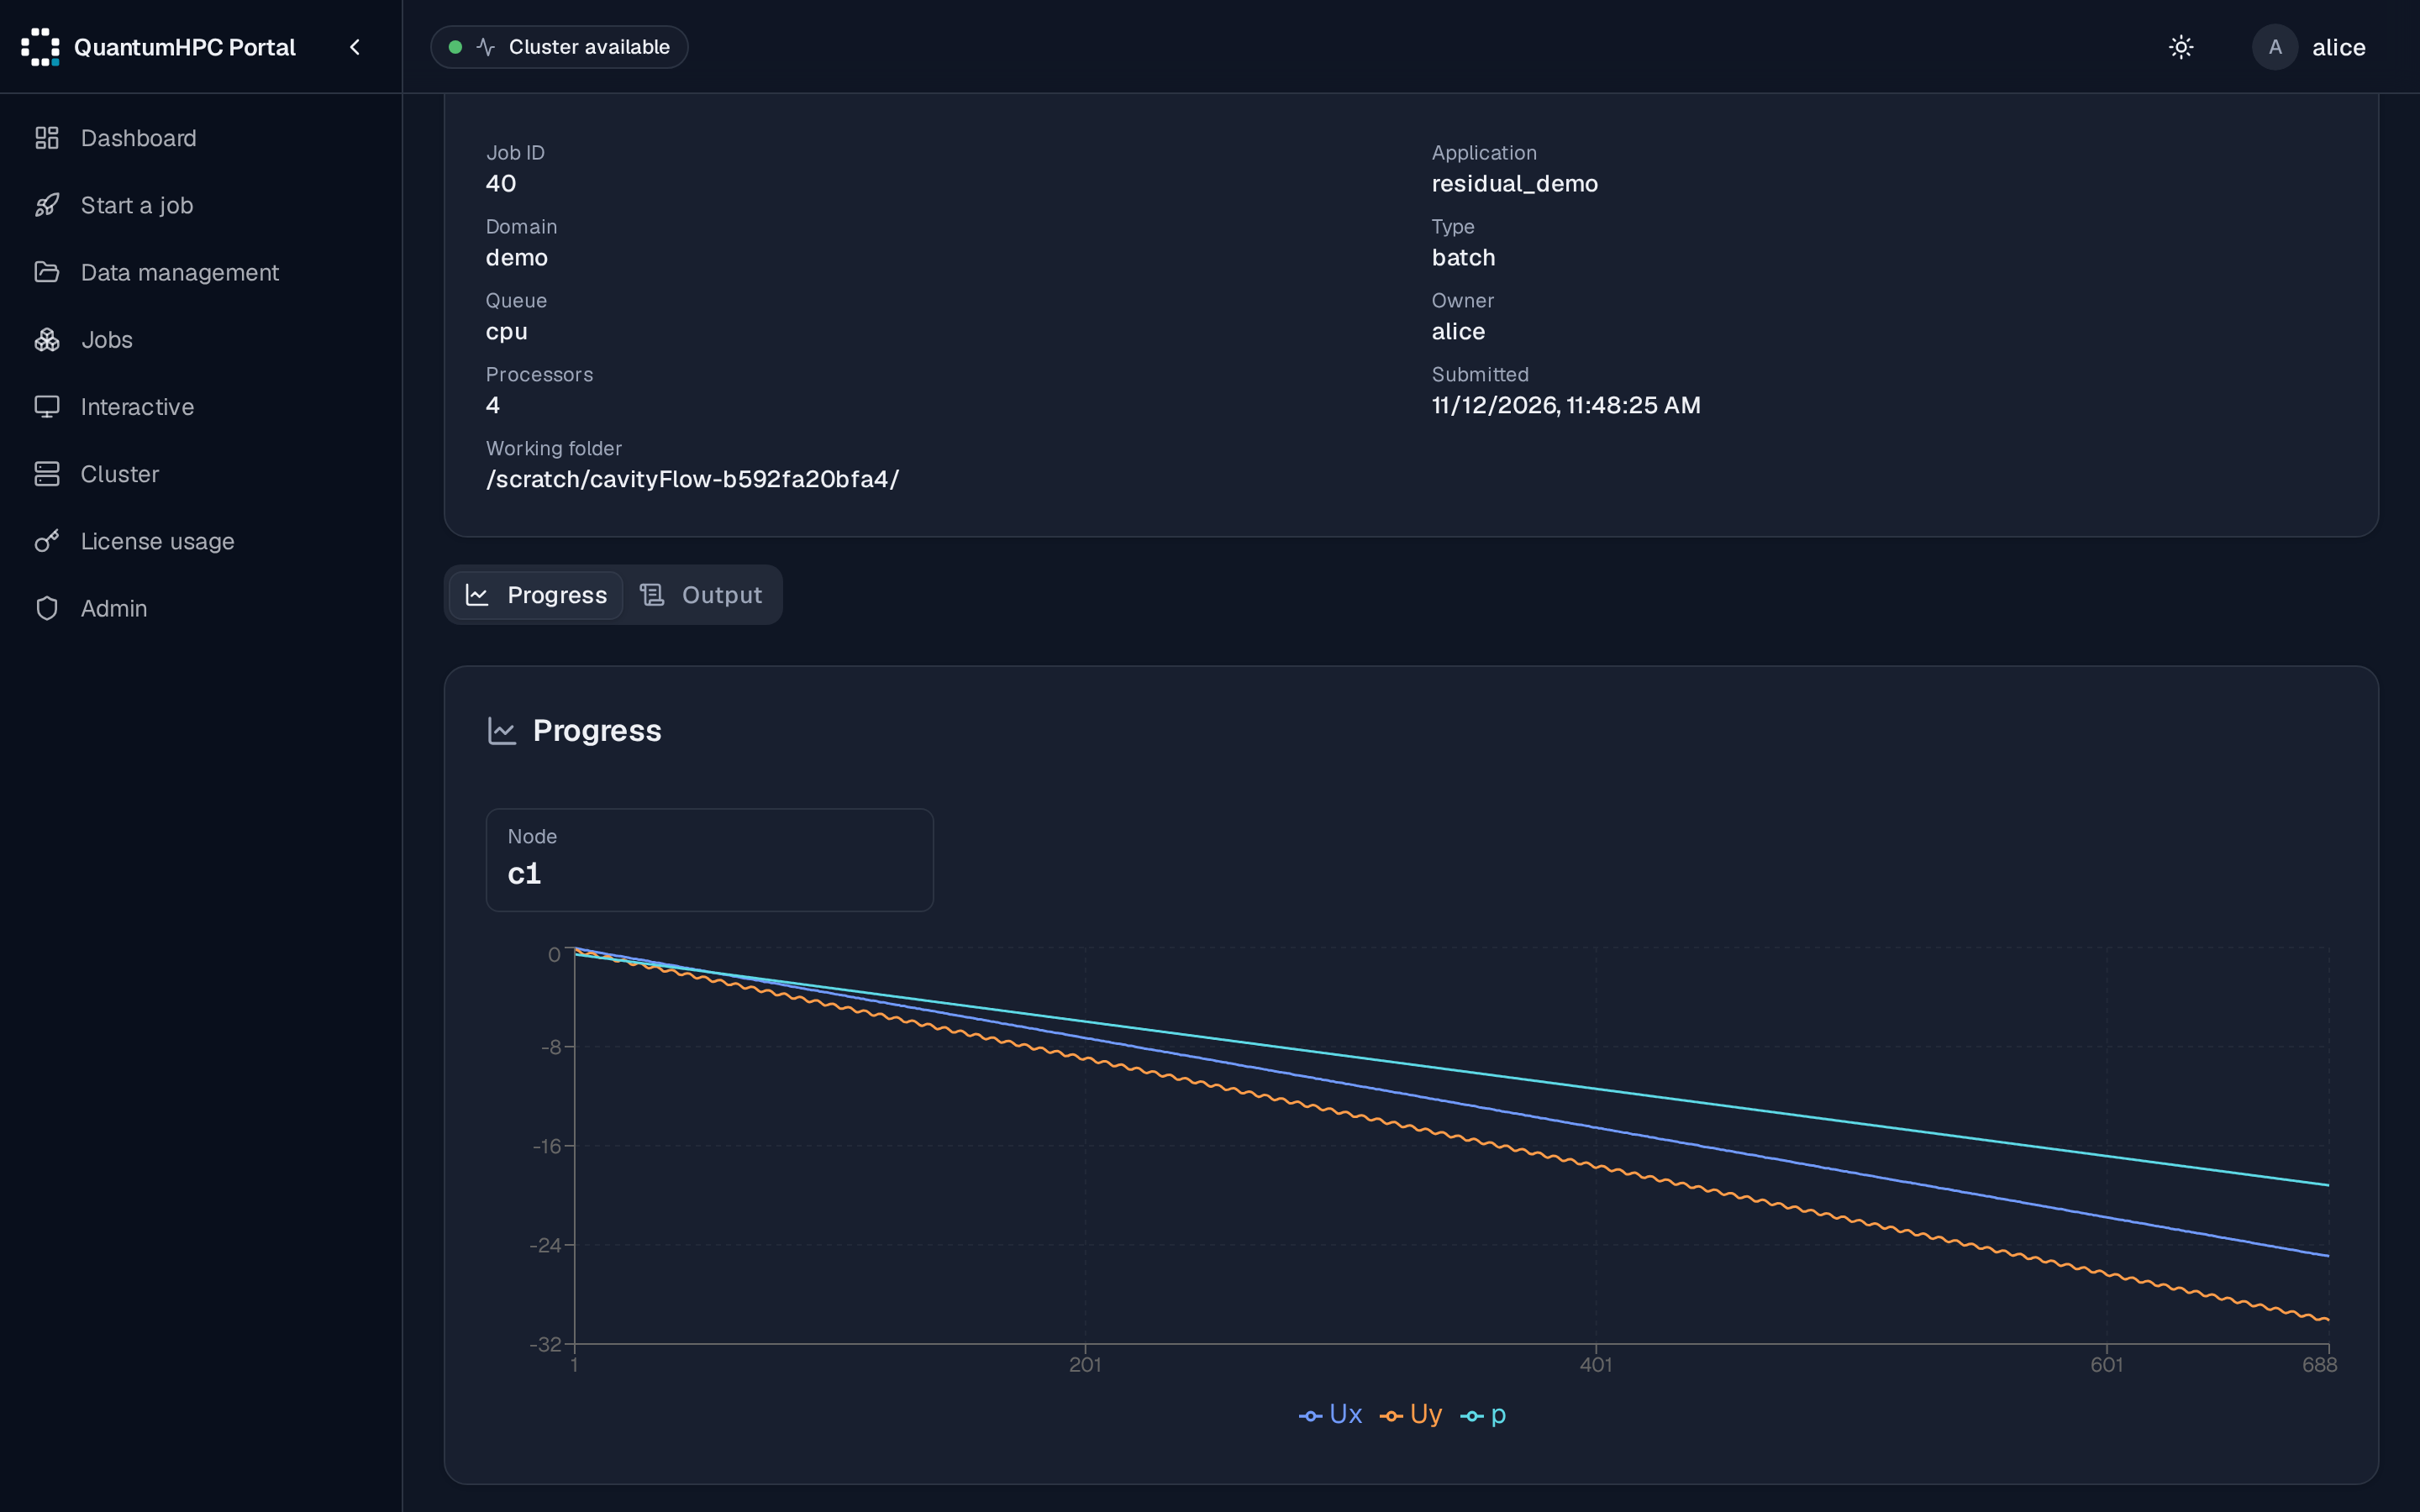 QuantumHPC Portal
Cluster available
A
alice
Dashboard
Start a job
Data management
Jobs
Interactive
Cluster
License usage
Admin
Job ID
40
Application
residual_demo
Domain
demo
Type
batch
Queue
cpu
Owner
alice
Processors
4
Submitted
11/12/2026, 11:48:25 AM
Working folder
/scratch/cavityFlow-b592fa20bfa4/
Progress
Output
Progress
Node
c1
0
-8
-16
-24
-32
1
201
401
601
688
Ux
Uy
p